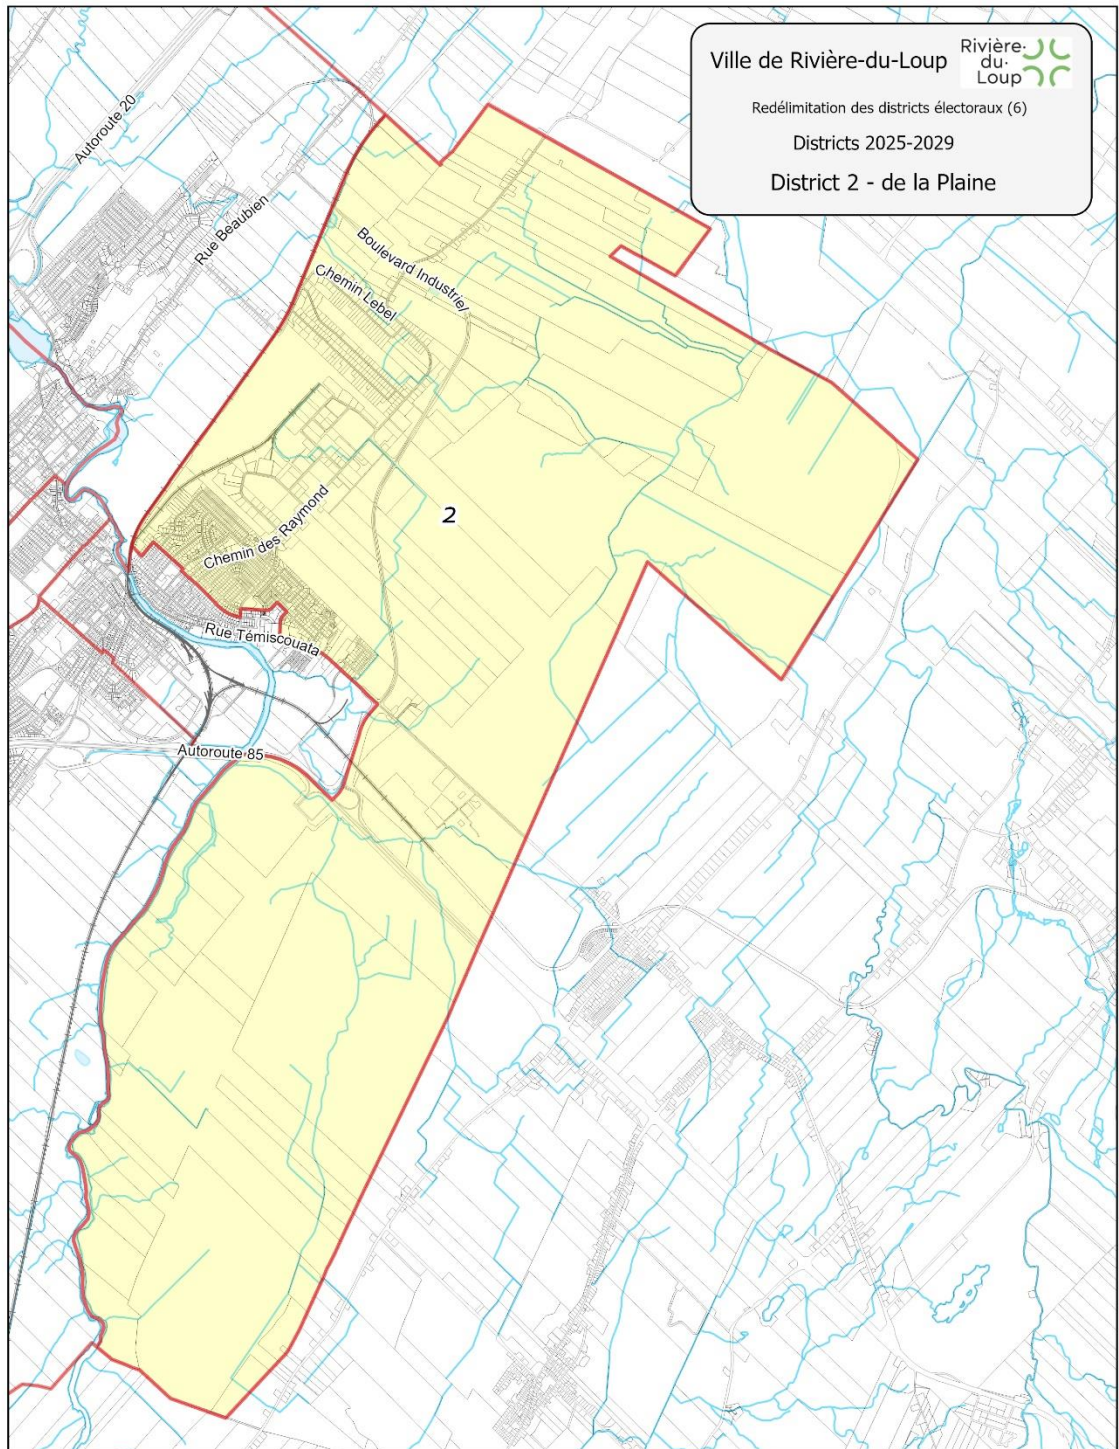 Ville de Rivière-du-Loup
Rivière·
du·
Loup
Redélimitation des districts électoraux (6)
Districts 2025-2029
District 2 - de la Plaine
Autoroute 20
Rue Beaubien
Boulevard Industriel
Chemin Lebel
2
Chemin des Raymond
Rue Témiscouata
Autoroute 85